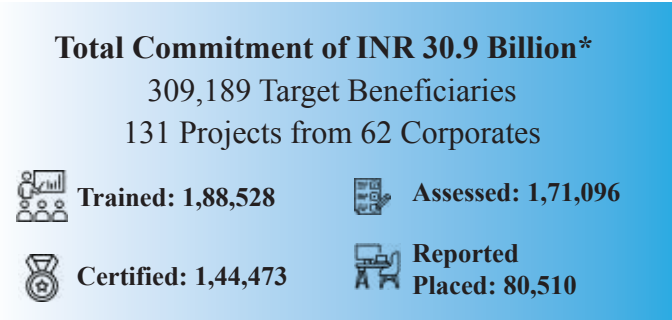 Total Commitment of INR 30.9 Billion*
309,189 Target Beneficiaries
131 Projects from 62 Corporates
Trained: 1,88,528
Assessed: 1,71,096
Certified: 1,44,473
Reported
Placed: 80,510